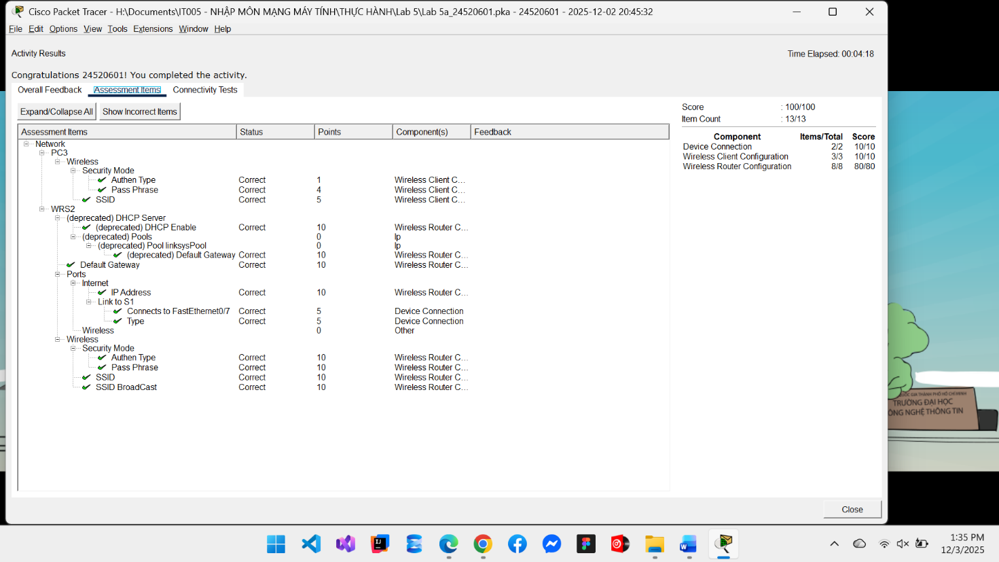 Cisco Packet Tracer - H:\Documents\IT005 - NHẬP MÔN MẠNG MÁY TÍNH\THỰC HÀNH\Lab 5\Lab 5a_24520601.pka - 24520601 - 2025-12-02 20:45:32
File Edit Options View Tools Extensions Window Help
Activity Results
Time Elapsed: 00:04:18
Congratulations 24520601! You completed the activity.
Overall Feedback Assessment Items Connectivity Tests
Expand/Collapse All Show Incorrect Items
Assessment Items Status Points Component(s) Feedback
Network
PC3
Wireless
Security Mode
Authen Type Correct 1 Wireless Client C...
Pass Phrase Correct 4 Wireless Client C...
SSID Correct 5 Wireless Client C...
WRS2
(deprecated) DHCP Server
(deprecated) DHCP Enable Correct 10 Wireless Router C...
(deprecated) Pools 0 Ip
(deprecated) Pool linksysPool 0 Ip
(deprecated) Default Gateway Correct 10 Wireless Router C...
Default Gateway Correct 10 Wireless Router C...
Ports
Internet
IP Address Correct 10 Wireless Router C...
Link to S1
Connects to FastEthernet0/7 Correct 5 Device Connection
Type Correct 5 Device Connection
Wireless 0 Other
Wireless
Security Mode
Authen Type Correct 10 Wireless Router C...
Pass Phrase Correct 10 Wireless Router C...
SSID Correct 10 Wireless Router C...
SSID BroadCast Correct 10 Wireless Router C...
Score : 100/100
Item Count : 13/13
Component Items/Total Score
Device Connection 2/2 10/10
Wireless Client Configuration 3/3 10/10
Wireless Router Configuration 8/8 80/80
Close
QUỐC GIA THÀNH PHỐ HỒ CHÍ MINH
TRƯỜNG ĐẠI HỌC
ÔNG NGHỆ THÔNG TIN
1:35 PM
12/3/2025